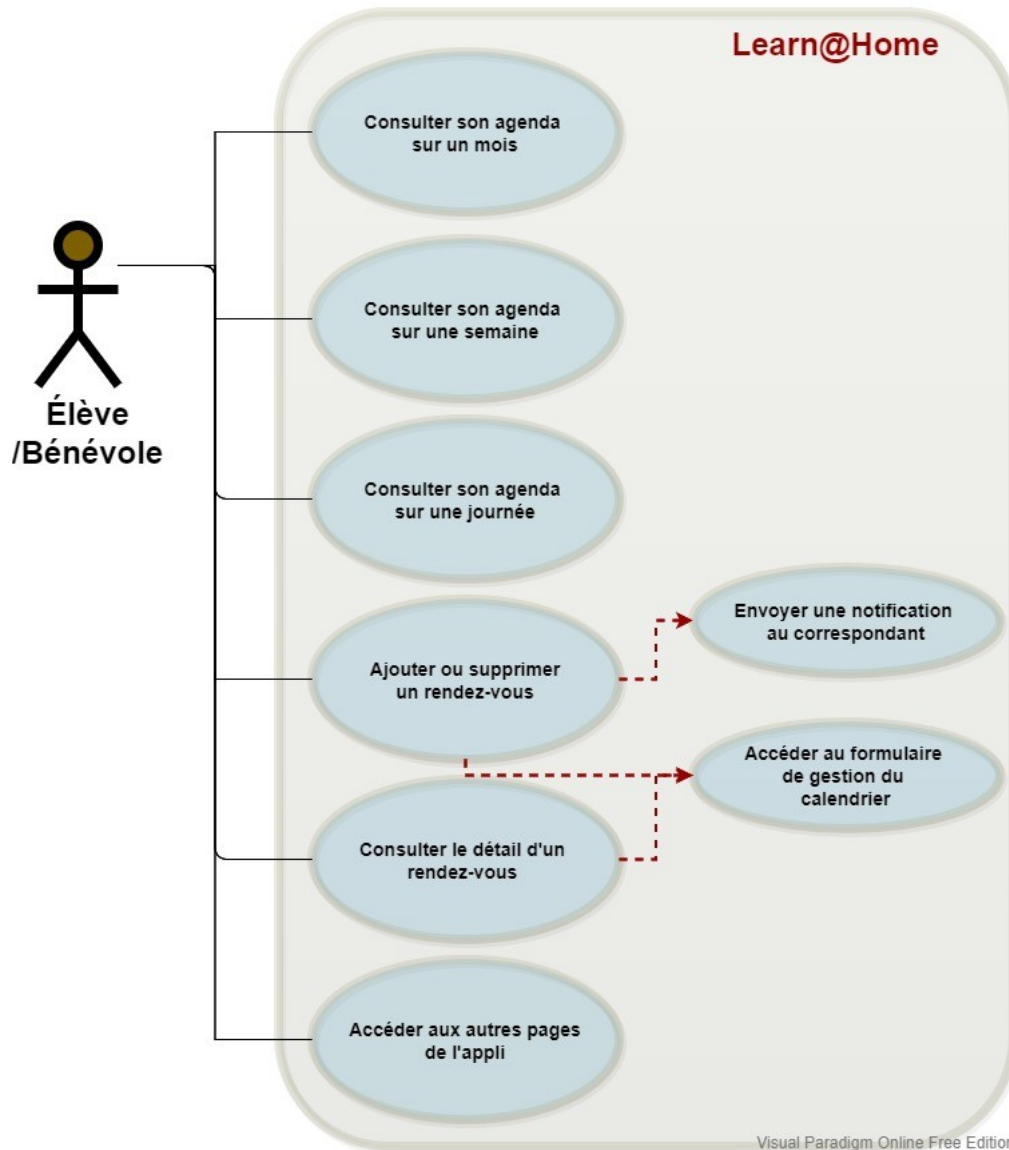 Learn@Home
Consulter son agenda
sur un mois
Consulter son agenda
sur une semaine
Élève
/Bénévole
Consulter son agenda
sur une journée
Envoyer une notification
au correspondant
Ajouter ou supprimer
un rendez-vous
Accéder au formulaire
de gestion du
calendrier
Consulter le détail d'un
rendez-vous
Accéder aux autres pages
de l'appli
Visual Paradigm Online Free Edition